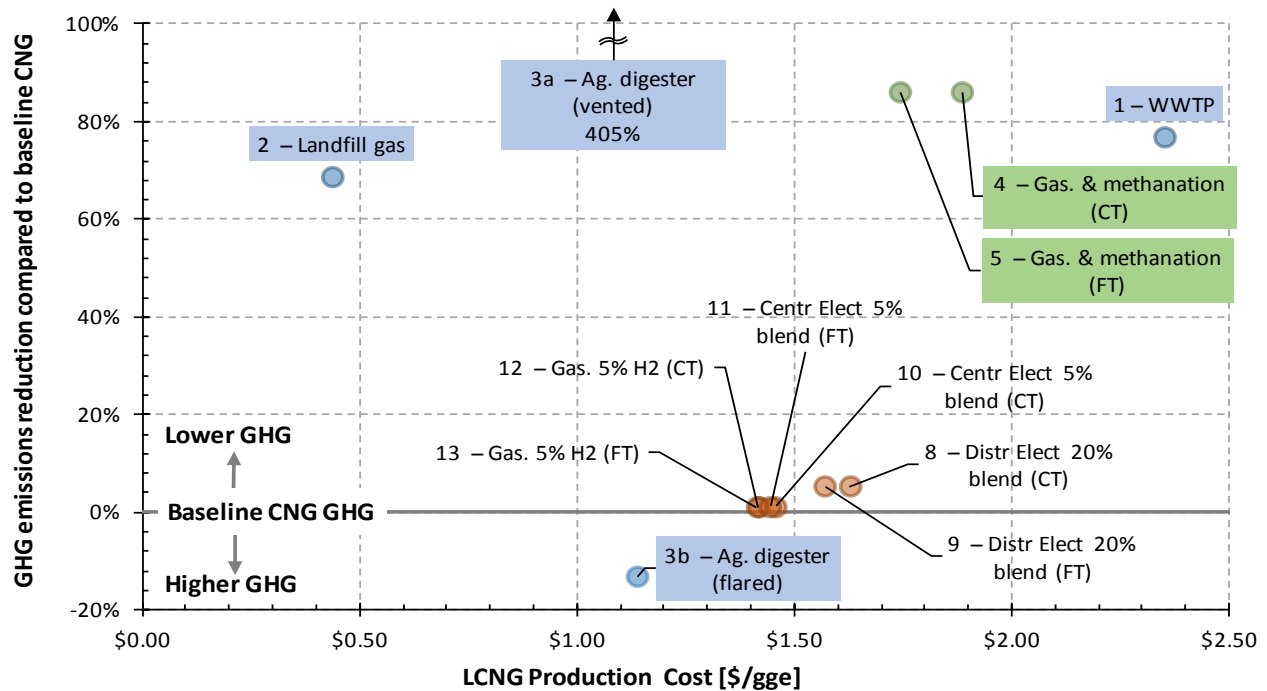 GHG emissions reduction compared to baseline CNG
100%
80%
60%
40%
20%
0%
-20%
3a – Ag. digester
(vented)
405%
2 – Landfill gas
1 – WWTP
4 – Gas. & methanation
(CT)
5 – Gas. & methanation
(FT)
11 – Centr Elect 5%
blend (FT)
12 – Gas. 5% H2 (CT)
10 – Centr Elect 5%
blend (CT)
13 – Gas. 5% H2 (FT)
8 – Distr Elect 20%
blend (CT)
9 – Distr Elect 20%
blend (FT)
3b – Ag. digester
(flared)
Lower GHG
Baseline CNG GHG
Higher GHG
$0.00
$0.50
$1.00
$1.50
$2.00
$2.50
LCNG Production Cost [$/gge]